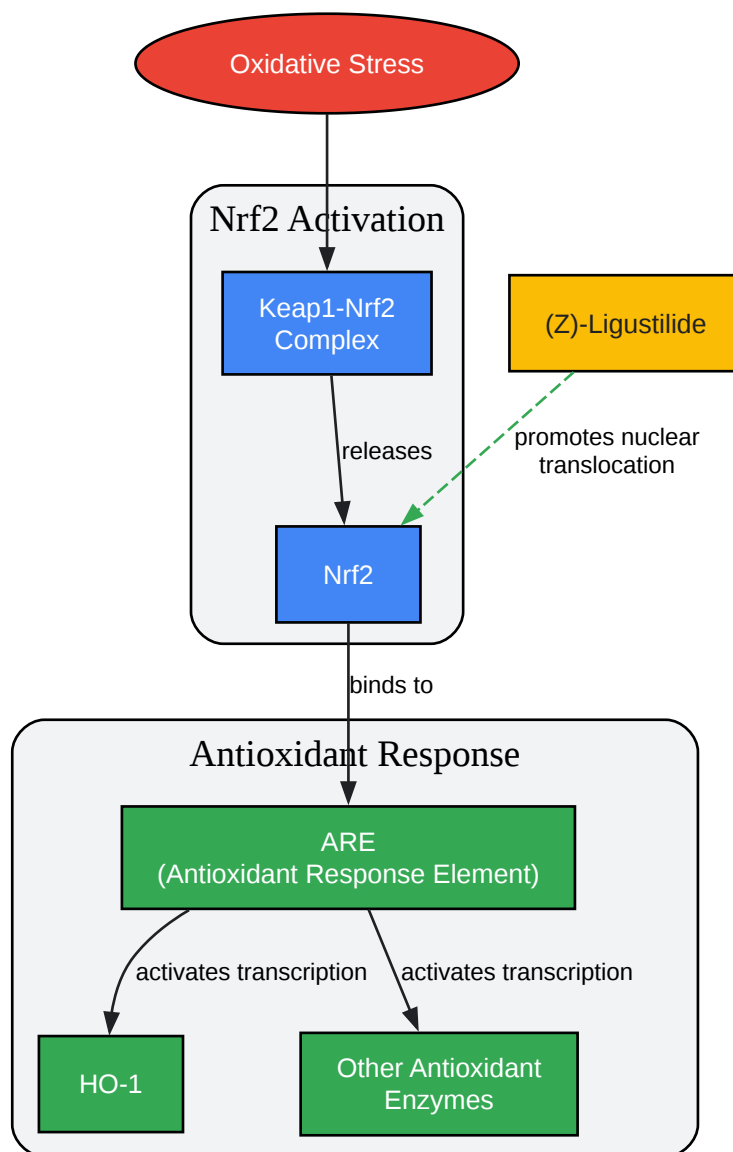 Oxidative Stress
Nrf2 Activation
Keap1-Nrf2
Complex
(Z)-Ligustilide
releases
promotes nuclear
translocation
Nrf2
binds to
Antioxidant Response
ARE
(Antioxidant Response Element)
activates transcription
activates transcription
HO-1
Other Antioxidant
Enzymes